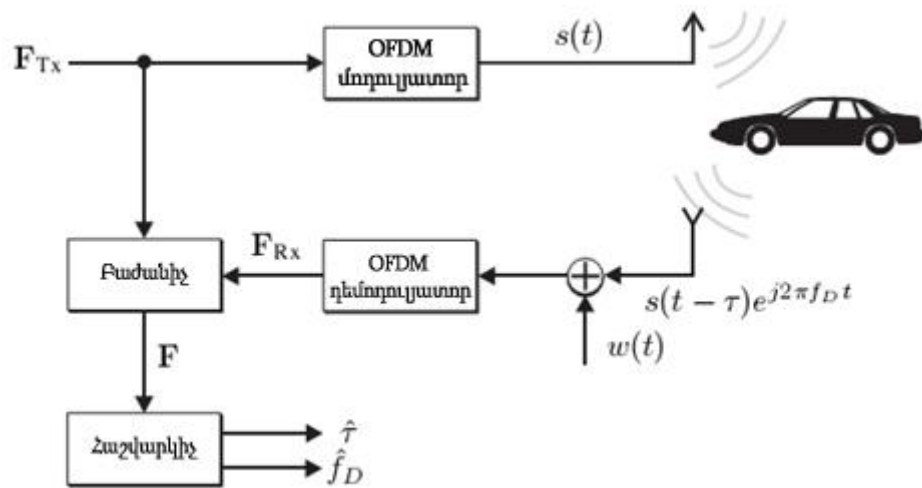 F_Tx
OFDM
մոդուլյատոր
s(t)
Բաժանիչ
F_Rx
OFDM
դեմոդուլյատոր
s(t − τ)e^{j2πf_D t}
w(t)
F
Հաշվարկիչ
τ̂
f̂_D